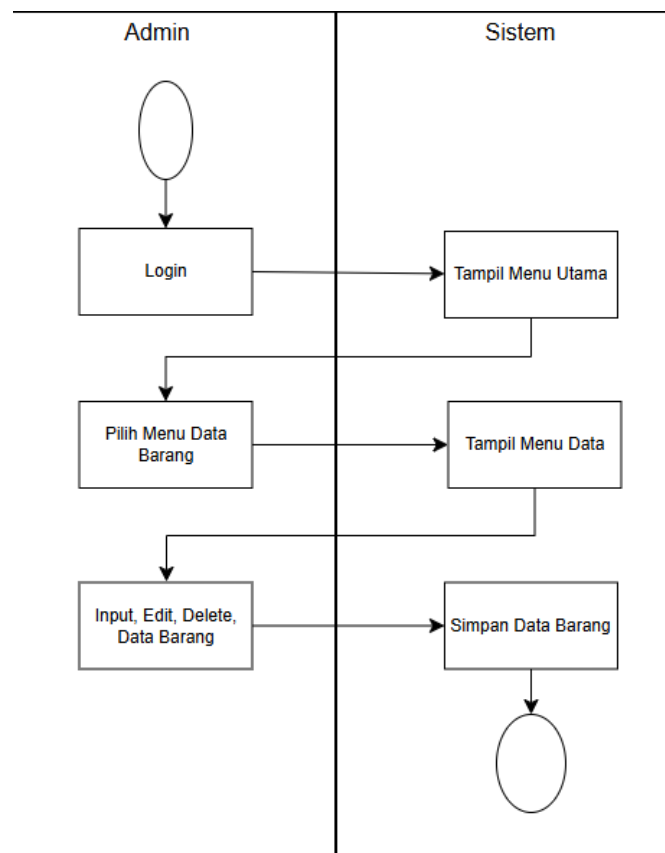 Admin
Sistem
Login
Tampil Menu Utama
Pilih Menu Data
Barang
Tampil Menu Data
Input, Edit, Delete,
Data Barang
Simpan Data Barang